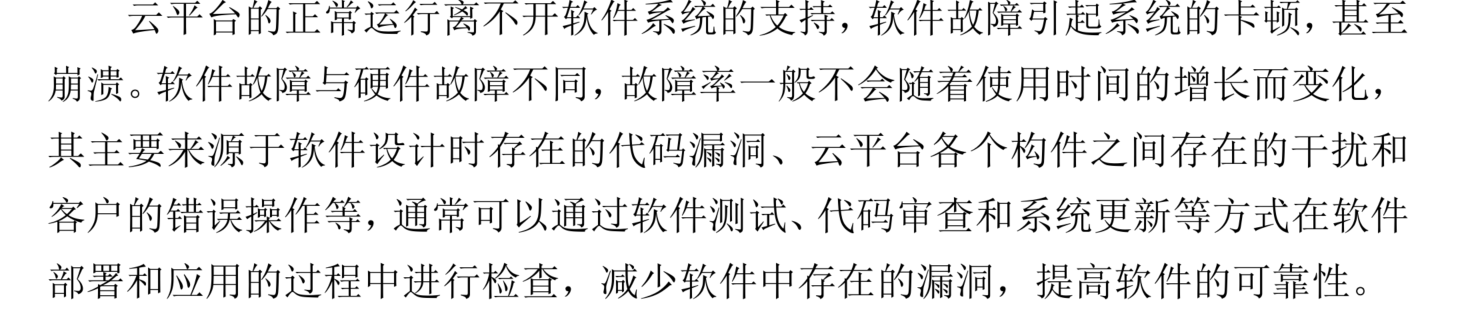 云平台的正常运行离不开软件系统的支持，软件故障引起系统的卡顿，甚至
崩溃。软件故障与硬件故障不同，故障率一般不会随着使用时间的增长而变化，
其主要来源于软件设计时存在的代码漏洞、云平台各个构件之间存在的干扰和
客户的错误操作等，通常可以通过软件测试、代码审查和系统更新等方式在软件
部署和应用的过程中进行检查，减少软件中存在的漏洞，提高软件的可靠性。